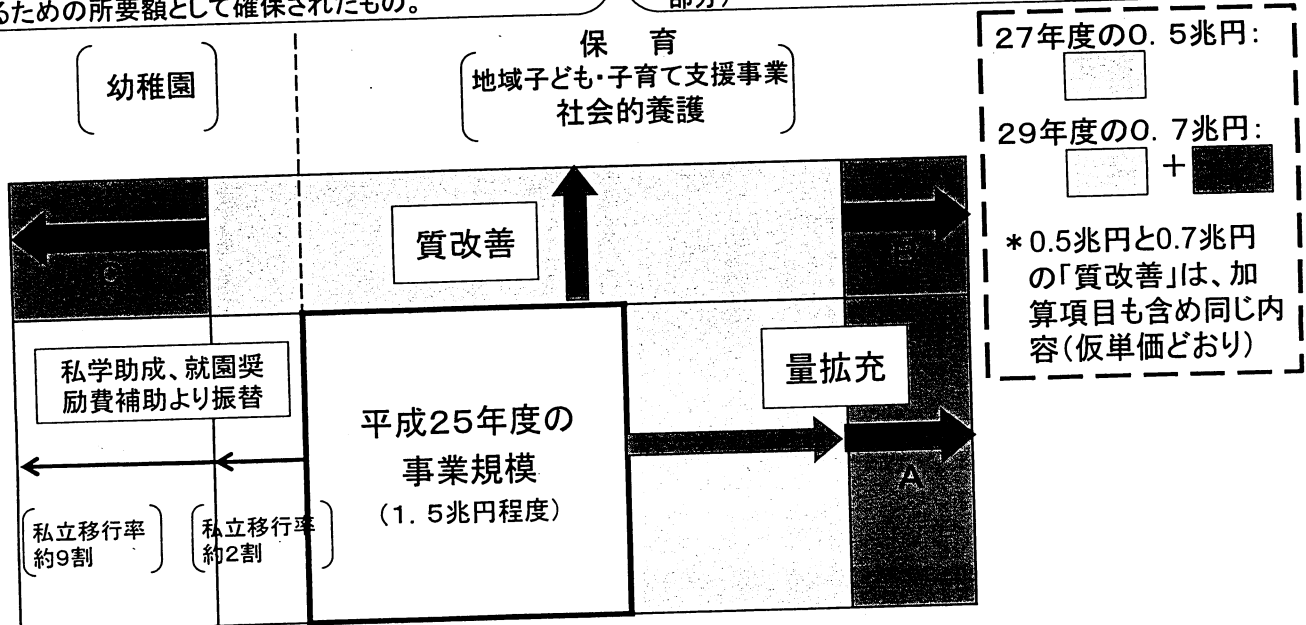 るための所要額として確保されたもの。
部分)
幼稚園
保 育
地域子ども・子育て支援事業
社会的養護
27年度の0.5兆円:
29年度の0.7兆円:
+
*0.5兆円と0.7兆円
の「質改善」は、加
算項目も含め同じ内
容(仮単価どおり)
質改善
C
B
私学助成、就園奨
励費補助より振替
平成25年度の
事業規模
(1.5兆円程度)
量拡充
A
私立移行率
約9割
私立移行率
約2割